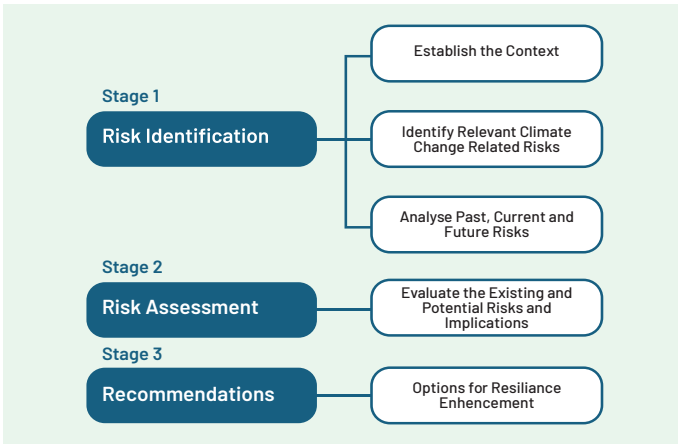 Stage 1
Risk Identification
Establish the Context
Identify Relevant Climate
Change Related Risks
Analyse Past, Current and
Future Risks
Stage 2
Risk Assessment
Evaluate the Existing and
Potential Risks and
Implications
Stage 3
Recommendations
Options for Resiliance
Enhencement